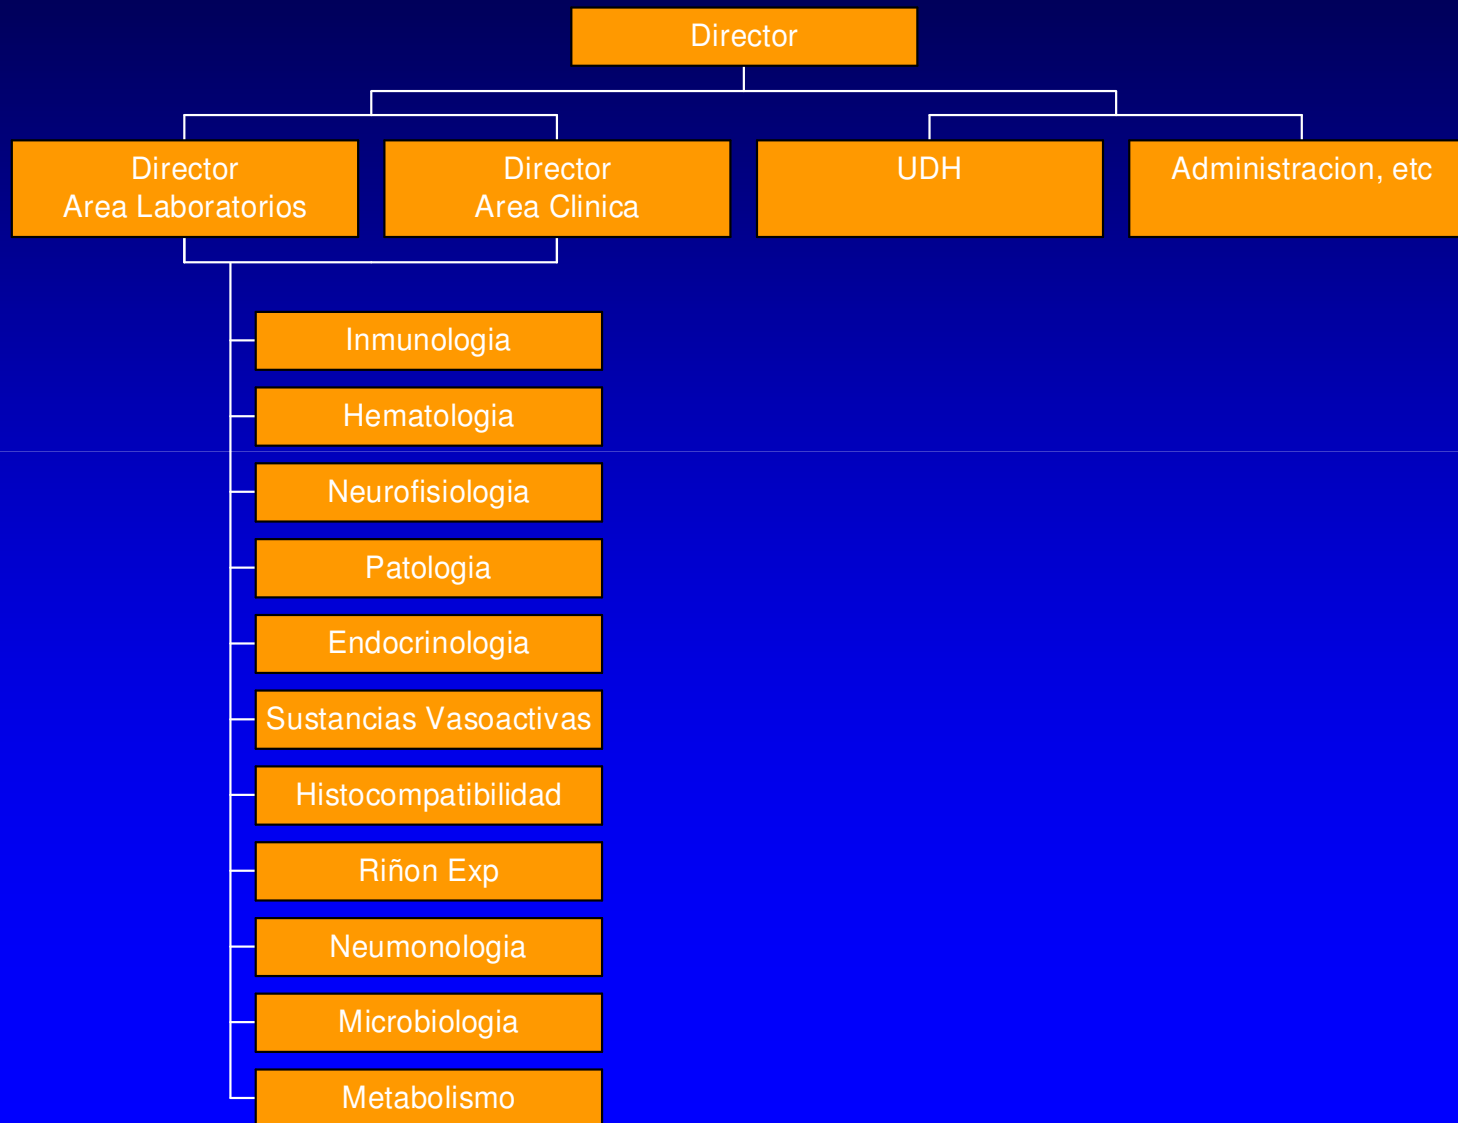 Director
Director
Area Laboratorios
Director
Area Clinica
UDH
Administracion, etc
Inmunologia
Hematologia
Neurofisiologia
Patologia
Endocrinologia
Sustancias Vasoactivas
Histocompatibilidad
Riñon Exp
Neumonologia
Microbiologia
Metabolismo